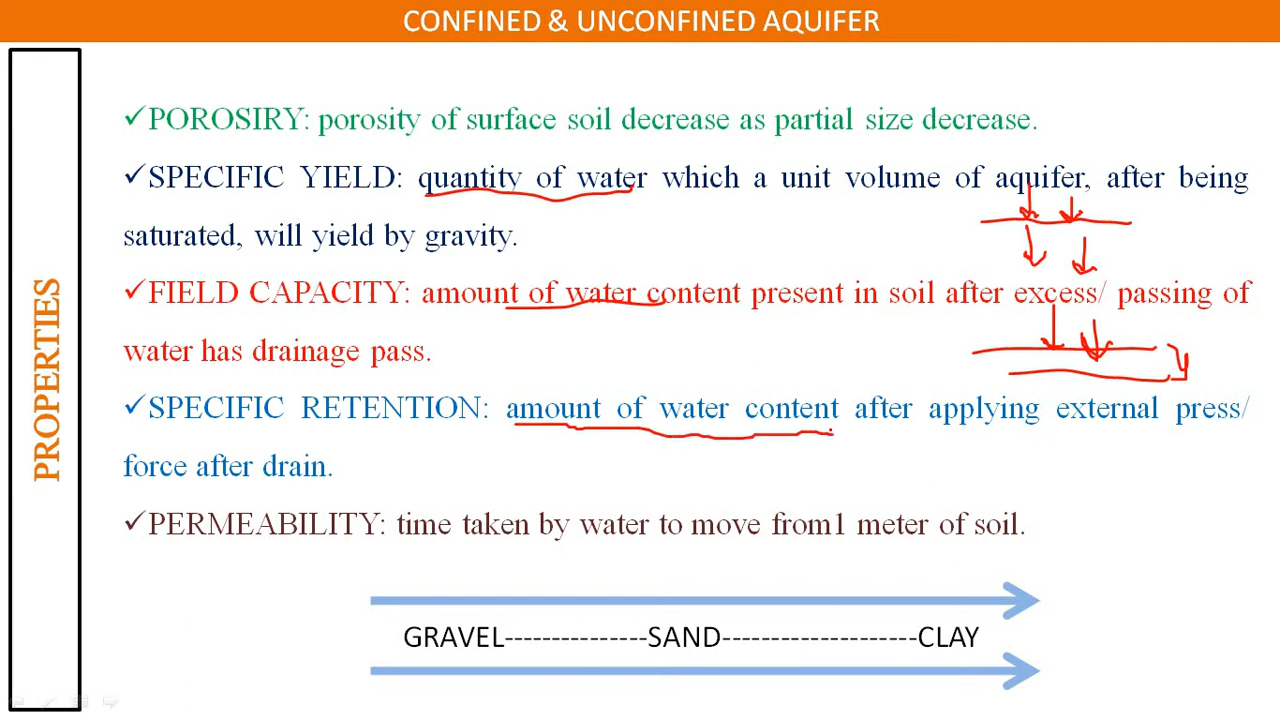 CONFINED & UNCONFINED AQUIFER
PROPERTIES
✓POROSIRY: porosity of surface soil decrease as partial size decrease.
✓SPECIFIC YIELD: quantity of water which a unit volume of aquifer, after being
saturated, will yield by gravity.
✓FIELD CAPACITY: amount of water content present in soil after excess/ passing of
water has drainage pass.
✓SPECIFIC RETENTION: amount of water content after applying external press/
force after drain.
✓PERMEABILITY: time taken by water to move from1 meter of soil.
GRAVEL---------------SAND--------------------CLAY